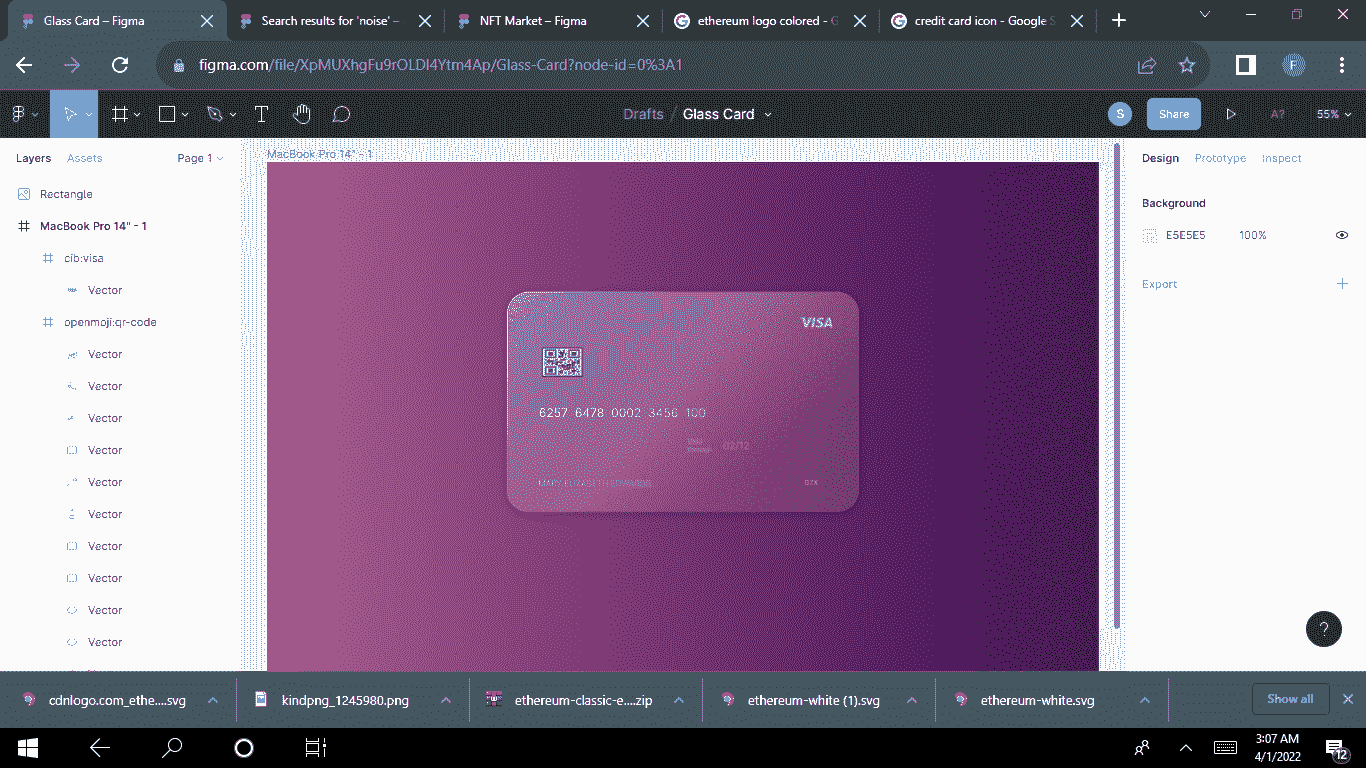 Glass Card – Figma
Search results for 'noise' –
NFT Market – Figma
ethereum logo colored - G
credit card icon - Google S
figma.com/file/XpMUXhgFu9rOLDl4Ytm4Ap/Glass-Card?node-id=0%3A1
F
Drafts / Glass Card
S
Share
A?
55%
Layers
Assets
Page 1
MacBook Pro 14" - 1
Design
Prototype
Inspect
Rectangle
Background
MacBook Pro 14" - 1
E5E5E5
100%
cib:visa
Vector
Export
openmoji:qr-code
VISA
Vector
Vector
6257 6478 0002 3456 100
Vector
02/12
Vector
Vector
MARY ELIZABETH EDWARDS
Vector
Vector
Vector
Vector
?
Vector
cdnlogo.com_ethe....svg
kindpng_1245980.png
ethereum-classic-e....zip
ethereum-white (1).svg
ethereum-white.svg
Show all
3:07 AM
4/1/2022
12